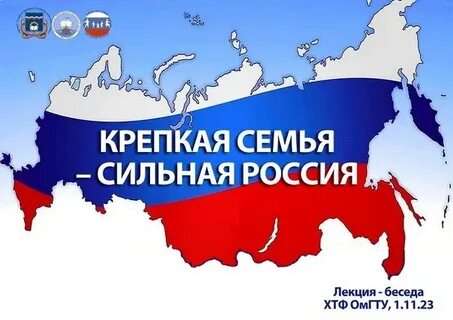 КРЕПКАЯ СЕМЬЯ
– СИЛЬНАЯ РОССИЯ
Лекция - беседа
ХТФ ОмГТУ, 1.11.23